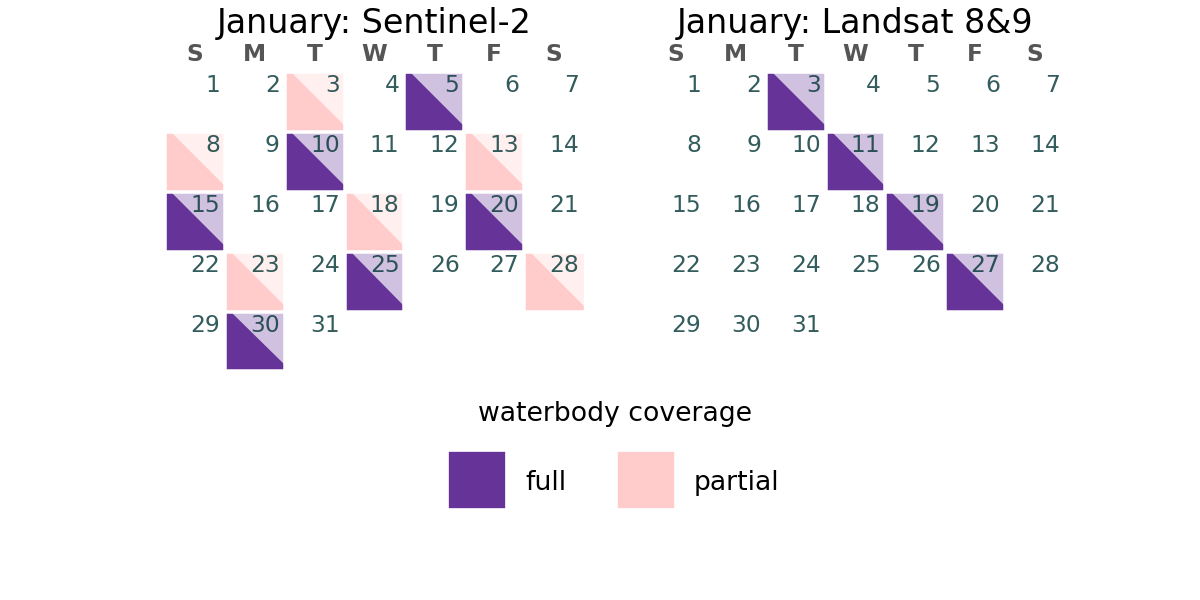 January: Sentinel-2
S M T W T F S
1 2 3 4 5 6 7
8 9 10 11 12 13 14
15 16 17 18 19 20 21
22 23 24 25 26 27 28
29 30 31
January: Landsat 8&9
S M T W T F S
1 2 3 4 5 6 7
8 9 10 11 12 13 14
15 16 17 18 19 20 21
22 23 24 25 26 27 28
29 30 31
waterbody coverage
full partial